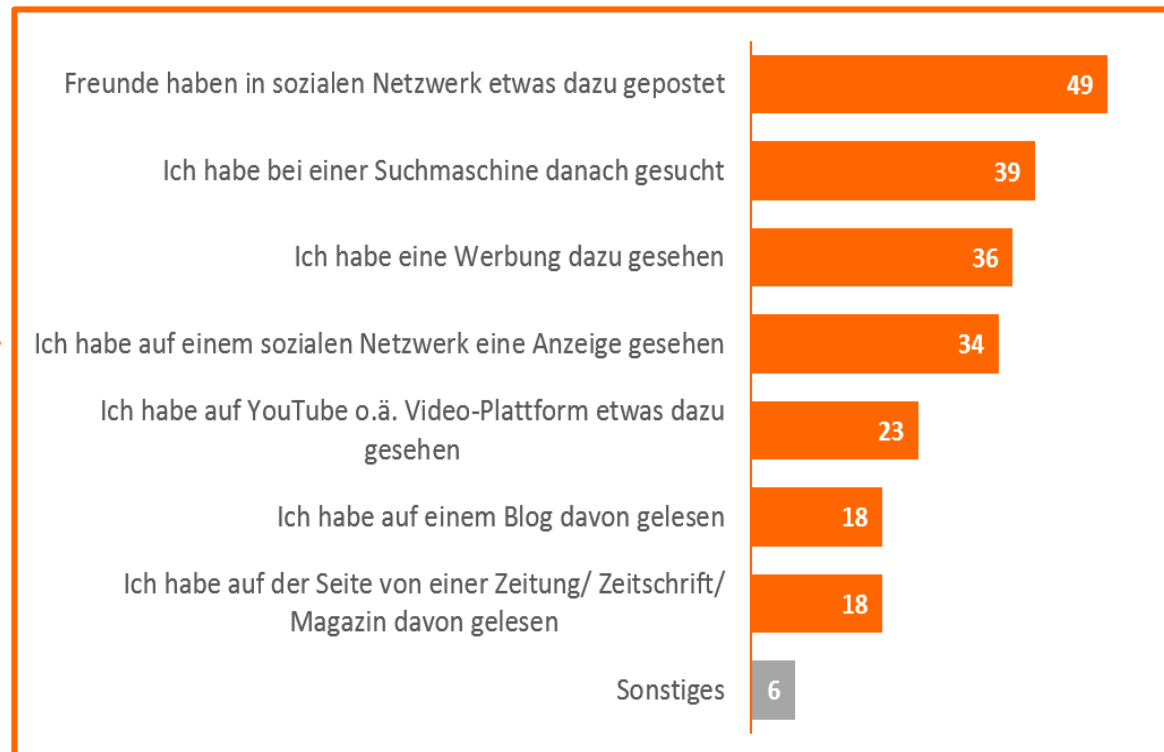 Freunde haben in sozialen Netzwerk etwas dazu gepostet 49
Ich habe bei einer Suchmaschine danach gesucht 39
Ich habe eine Werbung dazu gesehen 36
Ich habe auf einem sozialen Netzwerk eine Anzeige gesehen 34
Ich habe auf YouTube o.ä. Video-Plattform etwas dazu
gesehen 23
Ich habe auf einem Blog davon gelesen 18
Ich habe auf der Seite von einer Zeitung/ Zeitschrift/
Magazin davon gelesen 18
Sonstiges 6